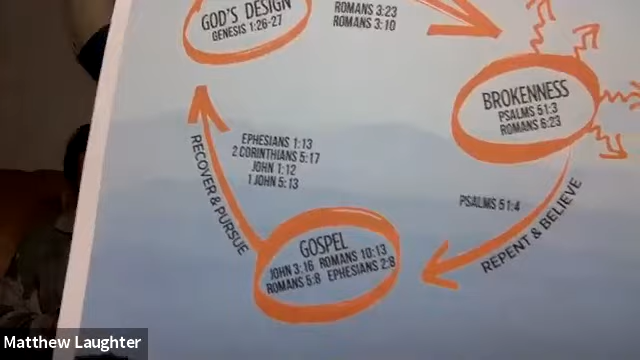 GOD'S DESIGN
GENESIS 1:26-27
ROMANS 3:23
ROMANS 3:10
BROKENNESS
PSALMS 51:3
ROMANS 6:23
PSALMS 51:4
REPENT & BELIEVE
GOSPEL
JOHN 3:16 ROMANS 10:13
ROMANS 5:8 EPHESIANS 2:8
RECOVER & PURSUE
EPHESIANS 1:13
2 CORINTHIANS 5:17
JOHN 1:12
1 JOHN 5:13
Matthew Laughter